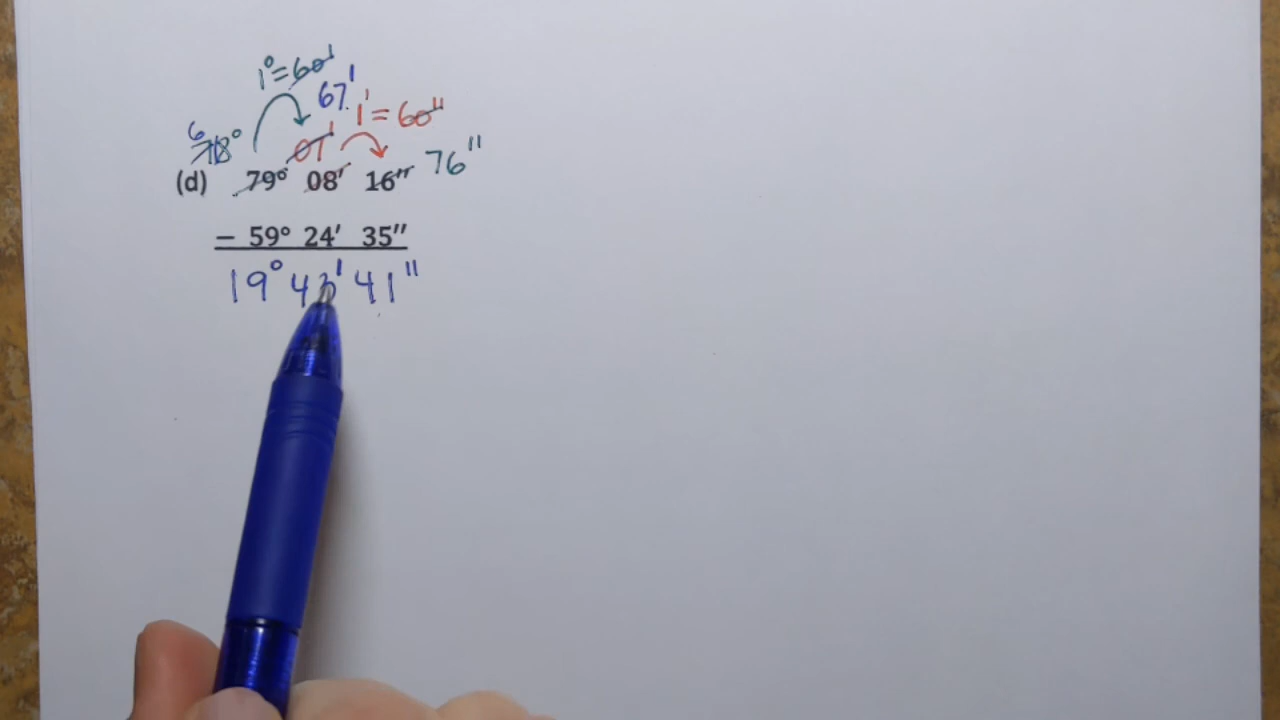 1°=60'
67'
1'=60"
6
78° 07'
(d) 79° 08' 16" 76"
− 59° 24' 35"
19° 43' 41"